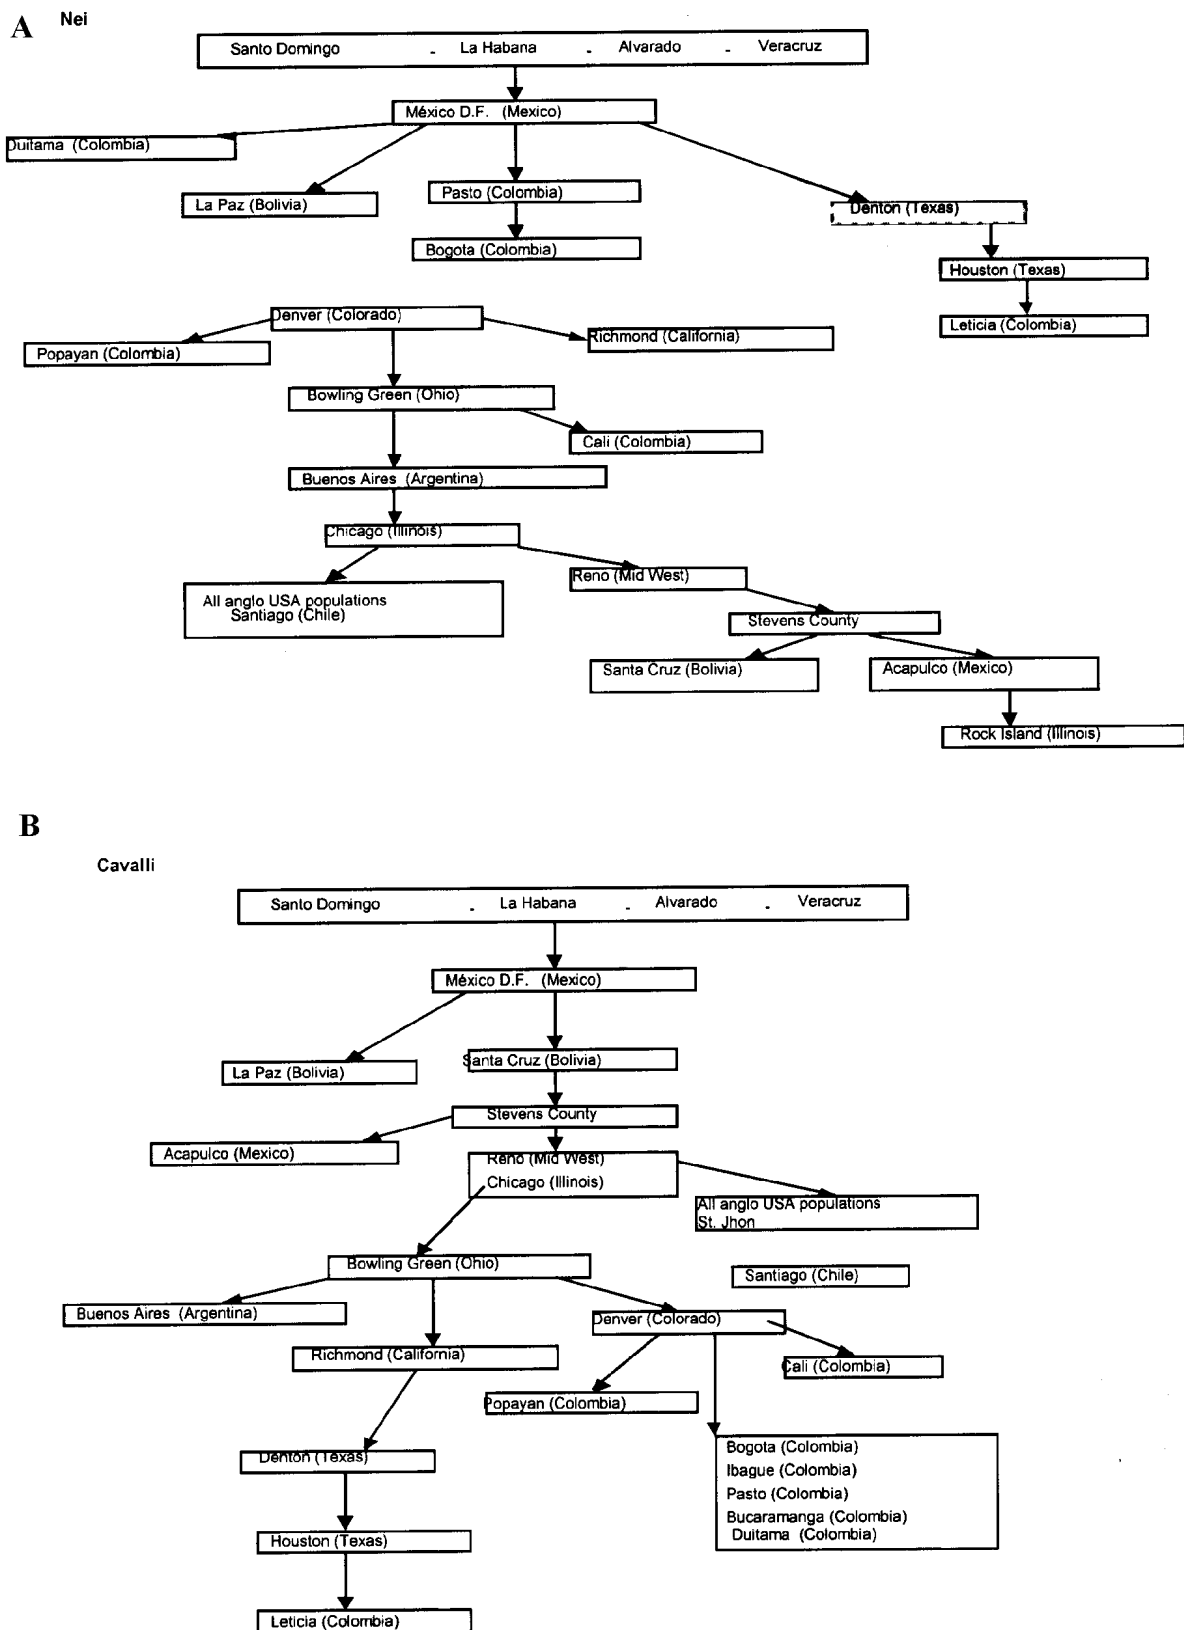 A Nei
Santo Domingo - La Habana - Alvarado - Veracruz
México D.F. (Mexico)
Duitama (Colombia)
La Paz (Bolivia)
Pasto (Colombia)
Denton (Texas)
Bogota (Colombia)
Houston (Texas)
Denver (Colorado)
Leticia (Colombia)
Popayan (Colombia)
Richmond (California)
Bowling Green (Ohio)
Cali (Colombia)
Buenos Aires (Argentina)
Chicago (Illinois)
Reno (Mid West)
All anglo USA populations
Santiago (Chile)
Stevens County
Santa Cruz (Bolivia)
Acapulco (Mexico)
Rock Island (Illinois)
B
Cavalli
Santo Domingo - La Habana - Alvarado - Veracruz
México D.F. (Mexico)
La Paz (Bolivia)
Santa Cruz (Bolivia)
Stevens County
Acapulco (Mexico)
Reno (Mid West)
Chicago (Illinois)
All anglo USA populations
St. Jhon
Bowling Green (Ohio)
Santiago (Chile)
Buenos Aires (Argentina)
Denver (Colorado)
Richmond (California)
Cali (Colombia)
Popayan (Colombia)
Denton (Texas)
Bogota (Colombia)
Ibague (Colombia)
Pasto (Colombia)
Bucaramanga (Colombia)
Duitama (Colombia)
Houston (Texas)
Leticia (Colombia)